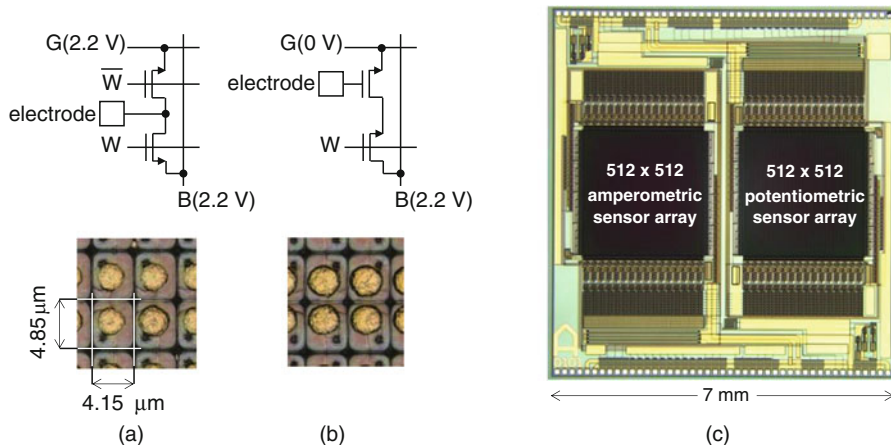 G(2.2 V)
W̅
electrode
W
B(2.2 V)
4.85 μm
4.15 μm
(a)
G(0 V)
electrode
W
B(2.2 V)
(b)
512 x 512
amperometric
sensor array
512 x 512
potentiometric
sensor array
7 mm
(c)